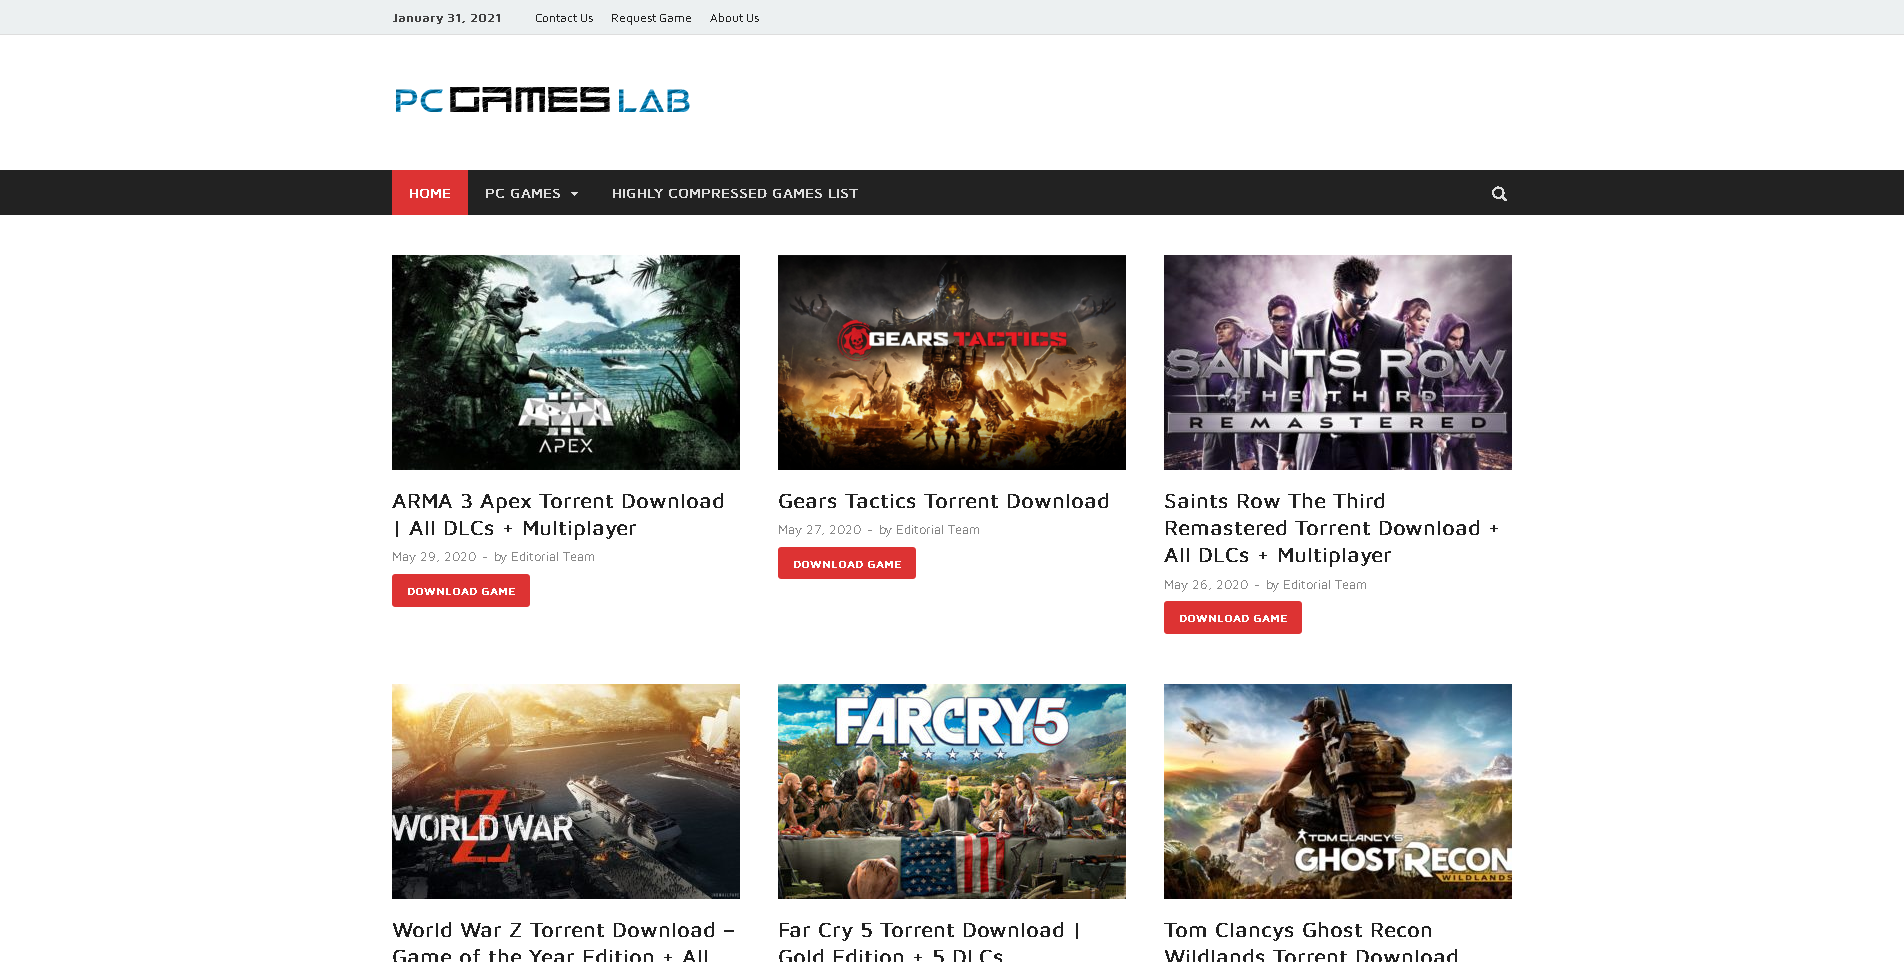 January 31, 2021 Contact Us Request Game About Us
PC GAMES LAB
HOME PC GAMES HIGHLY COMPRESSED GAMES LIST
ARMA III
APEX
GEARS TACTICS
SAINTS ROW
THE THIRD
REMASTERED
ARMA 3 Apex Torrent Download
| All DLCs + Multiplayer
May 29, 2020 - by Editorial Team
DOWNLOAD GAME
Gears Tactics Torrent Download
May 27, 2020 - by Editorial Team
DOWNLOAD GAME
Saints Row The Third
Remastered Torrent Download +
All DLCs + Multiplayer
May 26, 2020 - by Editorial Team
DOWNLOAD GAME
WORLD WAR
Z
FARCRY5
TOM CLANCY'S
GHOST RECON
WILDLANDS
World War Z Torrent Download –
Game of the Year Edition + All
Far Cry 5 Torrent Download |
Gold Edition + 5 DLCs
Tom Clancys Ghost Recon
Wildlands Torrent Download